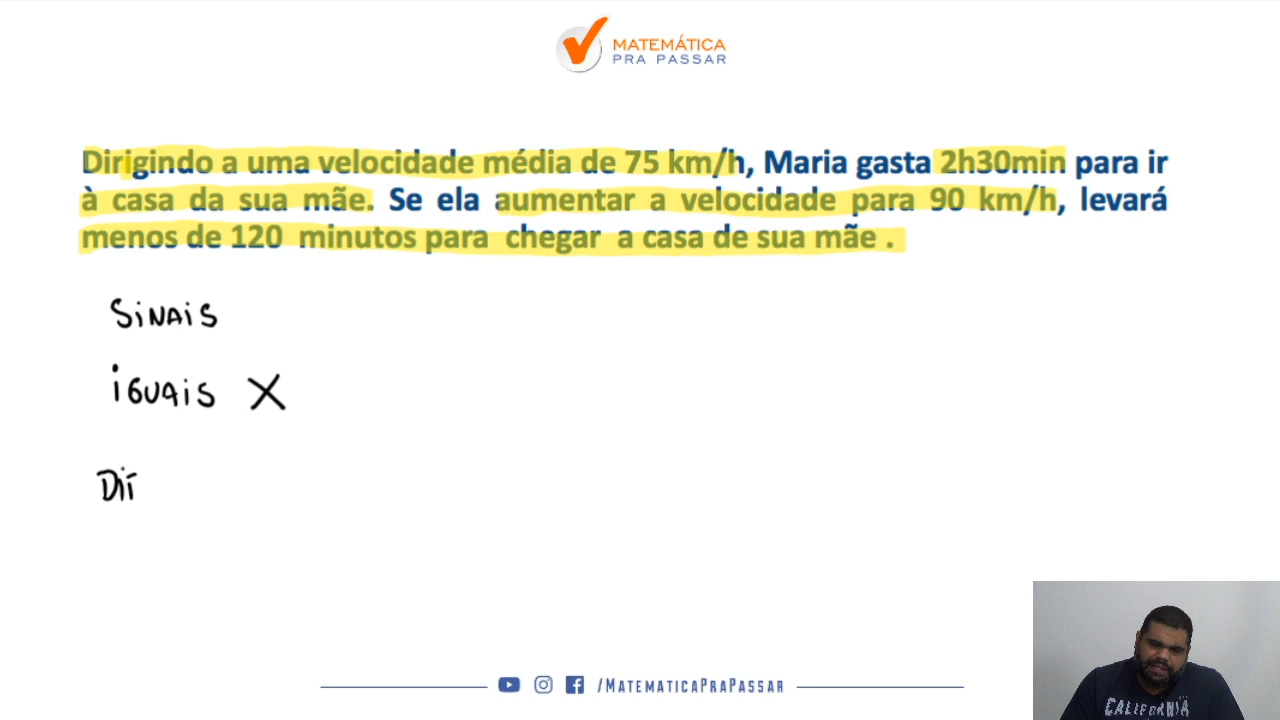 MATEMÁTICA
PRA PASSAR
Dirigindo a uma velocidade média de 75 km/h, Maria gasta 2h30min para ir
à casa da sua mãe. Se ela aumentar a velocidade para 90 km/h, levará
menos de 120 minutos para chegar a casa de sua mãe .
SiNAiS
iGUAiS X
Dif
/MATEMATICAPRAPASSAR
CALIFORNIA